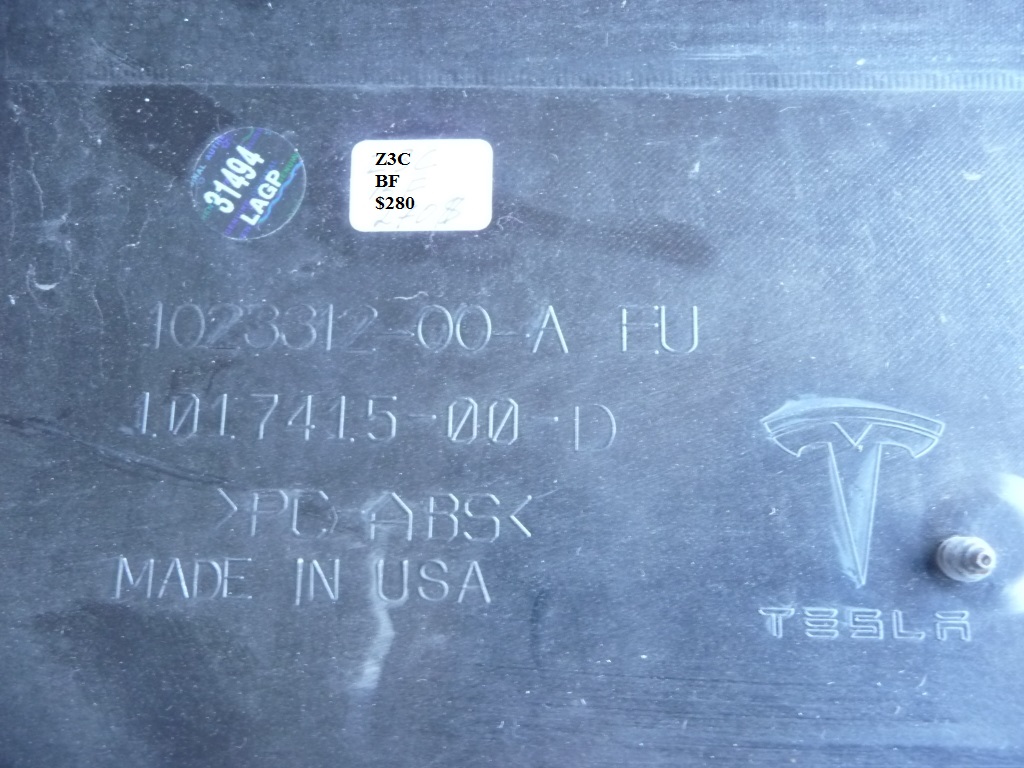 31494
LAGP
Z3C
BF
$280
1023312-00-A EU
1017415-00-D
>PC ABS<
MADE IN USA
TESLA